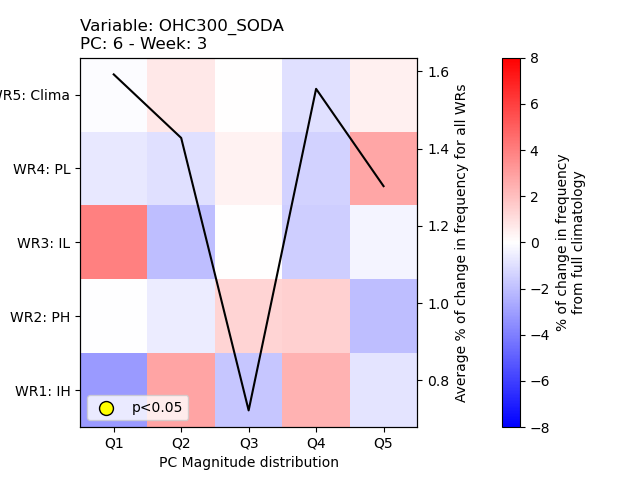 Variable: OHC300_SODA
PC: 6 - Week: 3
WR5: Clima
WR4: PL
WR3: IL
WR2: PH
WR1: IH
p<0.05
Q1 Q2 Q3 Q4 Q5
PC Magnitude distribution
1.6
1.4
1.2
1.0
0.8
Average % of change in frequency for all WRs
8
6
4
2
0
−2
−4
−6
−8
% of change in frequency
from full climatology